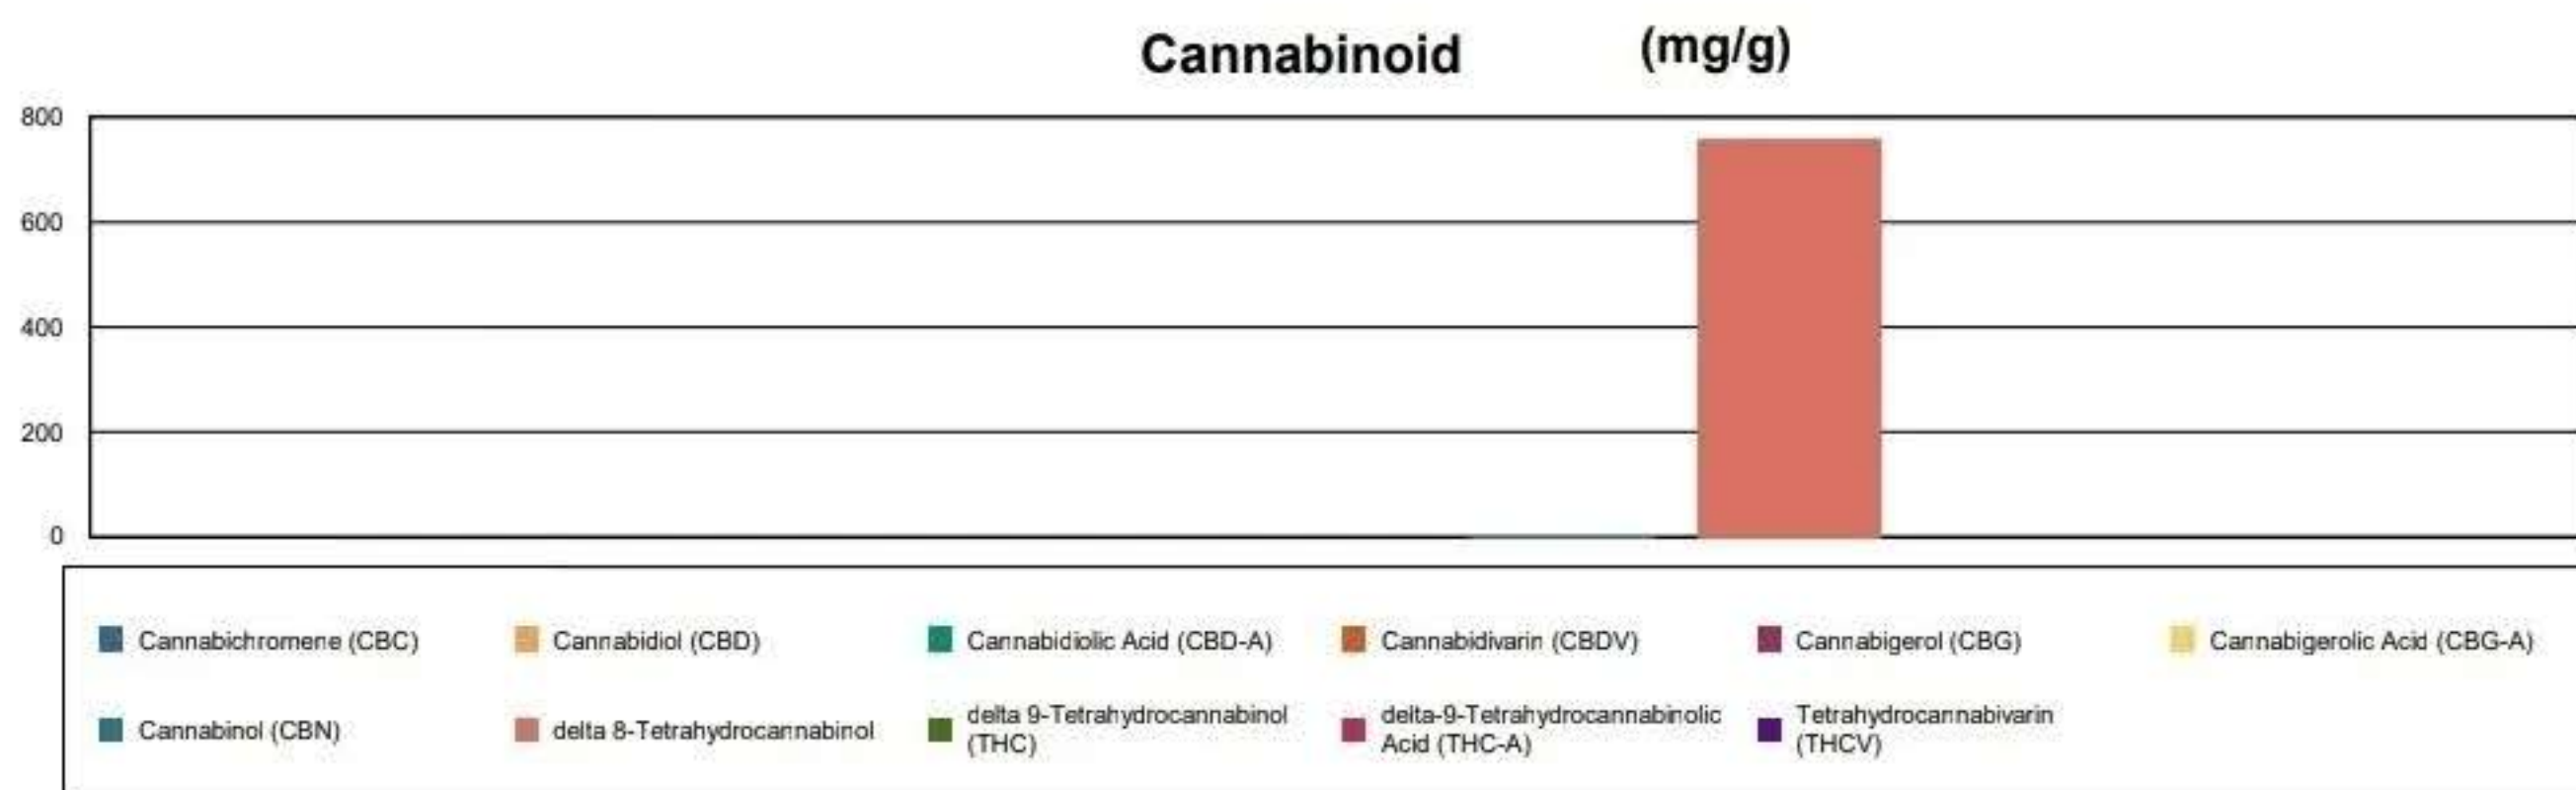 Cannabinoid (mg/g)
800
600
400
200
0
Cannabichromene (CBC)
Cannabidiol (CBD)
Cannabidiolic Acid (CBD-A)
Cannabidivarin (CBDV)
Cannabigerol (CBG)
Cannabigerolic Acid (CBG-A)
Cannabinol (CBN)
delta 8-Tetrahydrocannabinol
delta 9-Tetrahydrocannabinol
(THC)
delta-9-Tetrahydrocannabinolic
Acid (THC-A)
Tetrahydrocannabivarin
(THCV)